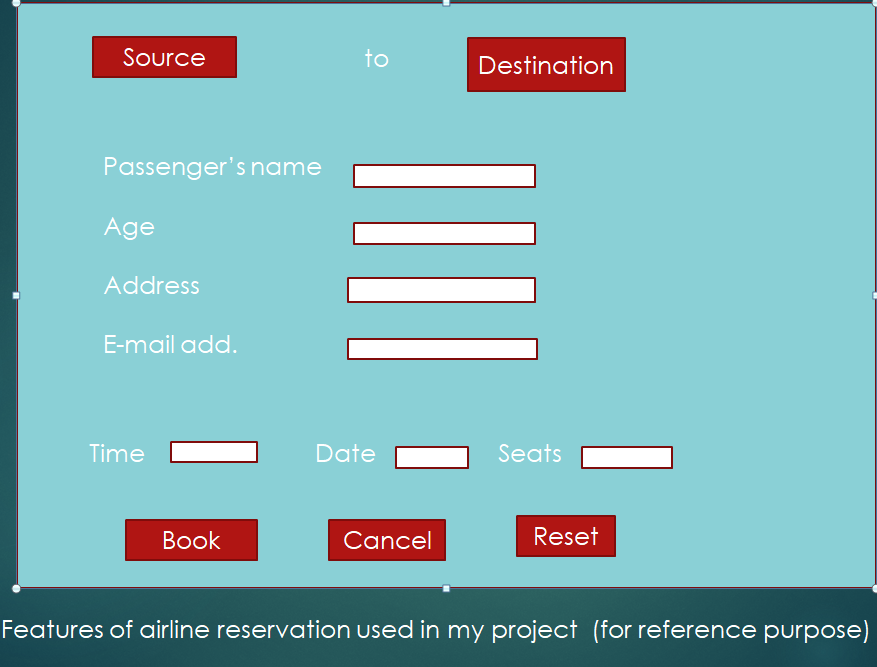 Source to Destination
Passenger’s name
Age
Address
E-mail add.
Time Date Seats
Book Cancel Reset
Features of airline reservation used in my project (for reference purpose)